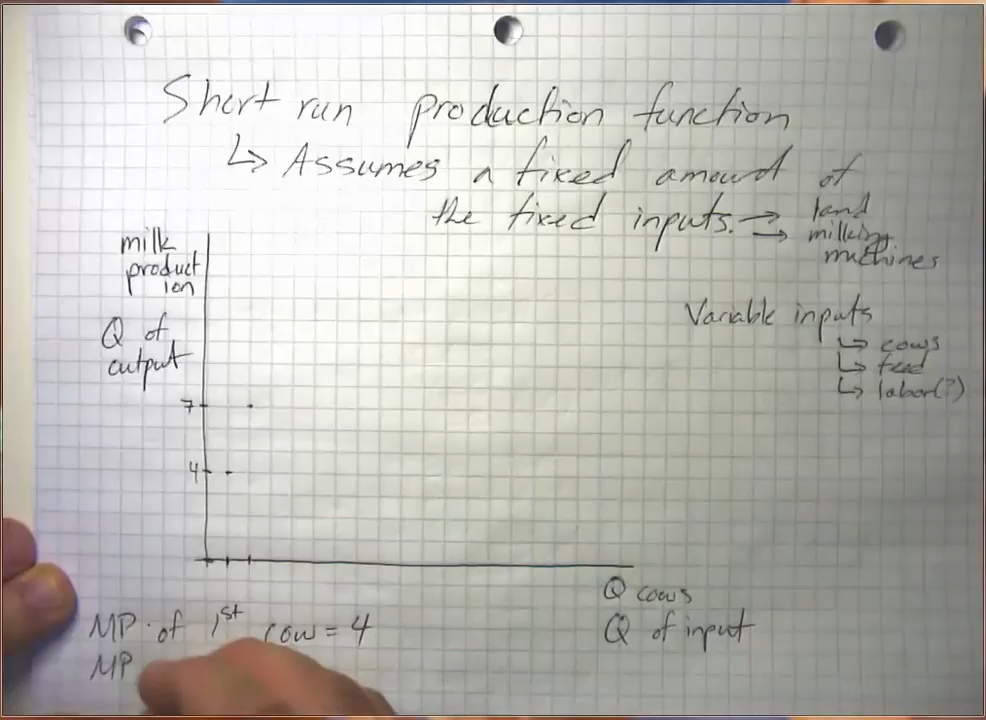 Short run production function
↳ Assumes a fixed amount of
the fixed inputs. → land
→ milking
machines
milk
product
ion
Q of
output
Variable inputs
↳ cows
↳ feed
↳ labor(?)
7
4
Q cows
Q of input
MP of 1st cow = 4
MP